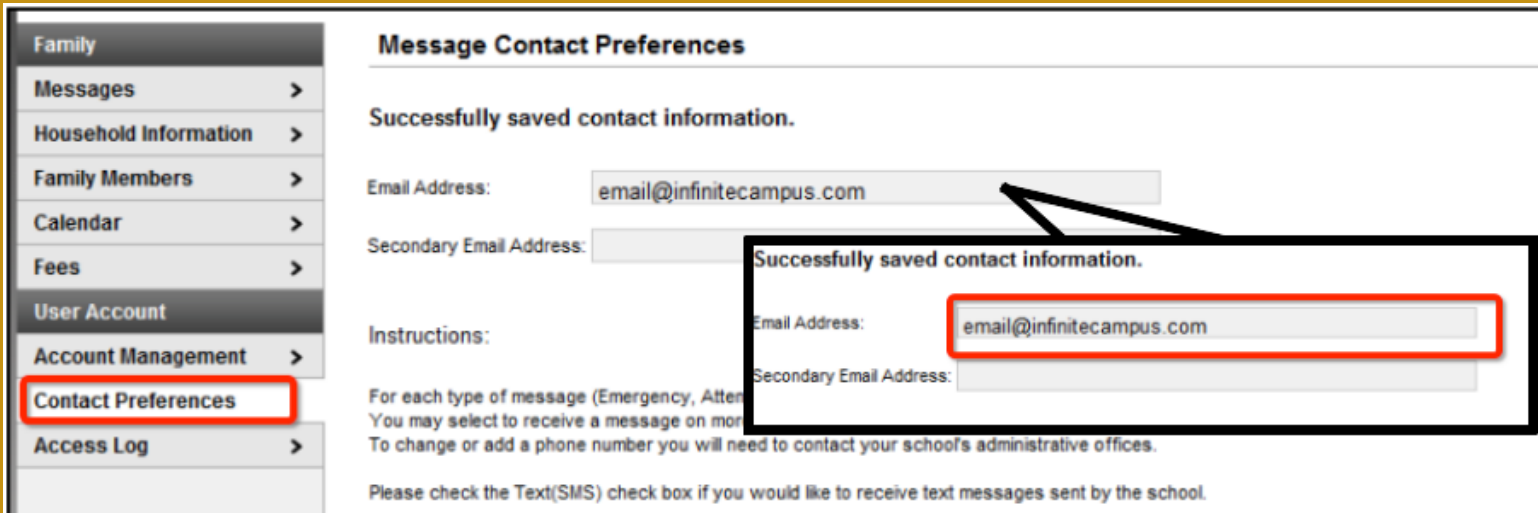 Family
Messages
Household Information
Family Members
Calendar
Fees
User Account
Account Management
Contact Preferences
Access Log
Message Contact Preferences
Successfully saved contact information.
Email Address: email@infinitecampus.com
Secondary Email Address:
Successfully saved contact information.
Email Address: email@infinitecampus.com
Secondary Email Address:
Instructions:
For each type of message (Emergency,
You may select to receive a message on
To change or add a phone number you will need to contact your school's administrative offices.
Please check the Text(SMS) check box if you would like to receive text messages sent by the school.